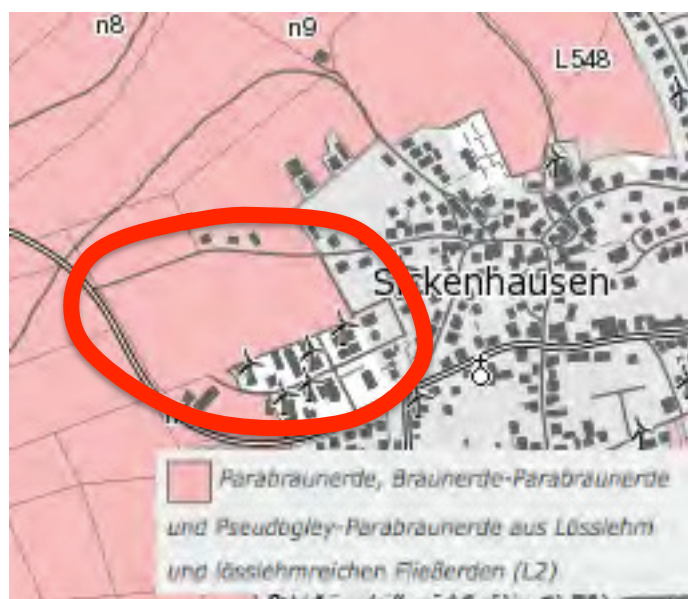 n8
n9
L548
Sickenhausen
Parabraunerde, Braunerde-Parabraunerde
und Pseudogley-Parabraunerde aus Lösslehm
und lösslehmreichen Fließerden (L2)